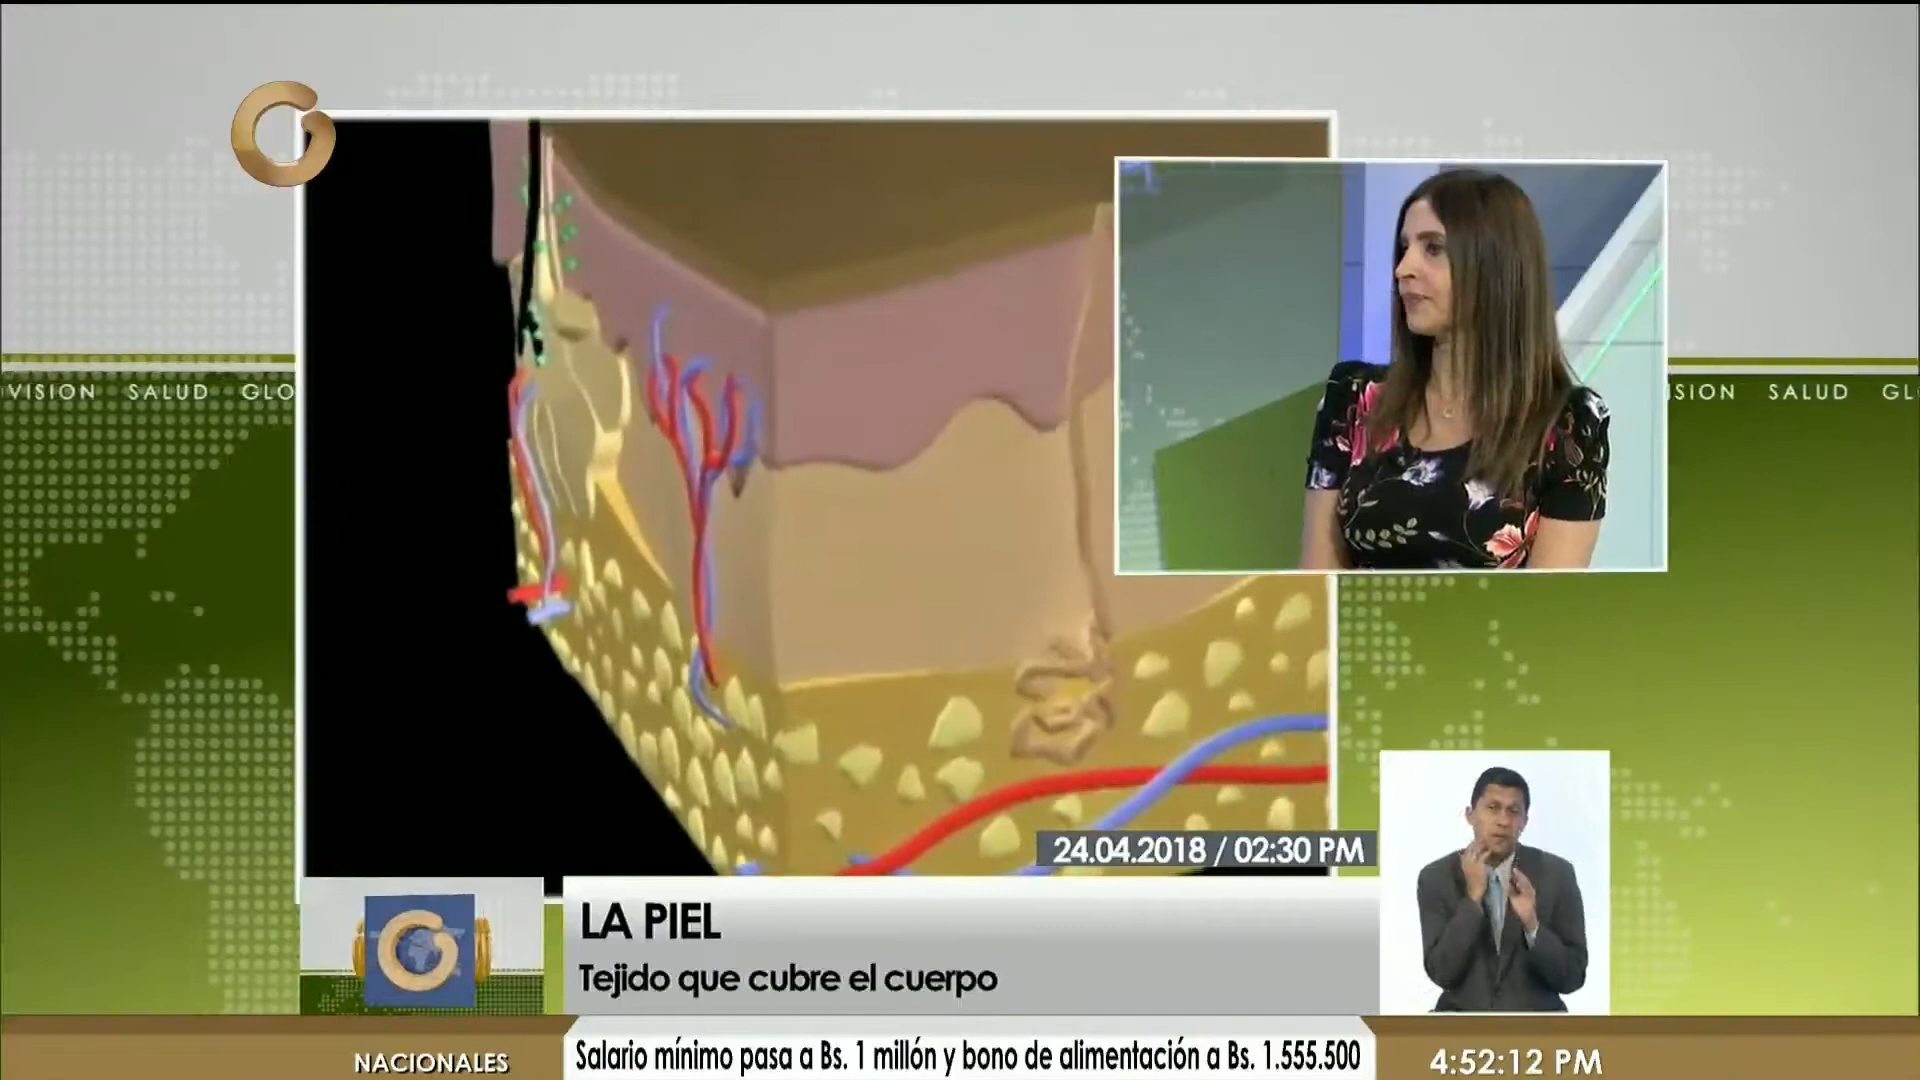 VISION SALUD GLO
ISION SALUD GL
24.04.2018 / 02:30 PM
LA PIEL
Tejido que cubre el cuerpo
NACIONALES
Salario mínimo pasa a Bs. 1 millón y bono de alimentación a Bs. 1.555.500
4:52:12 PM